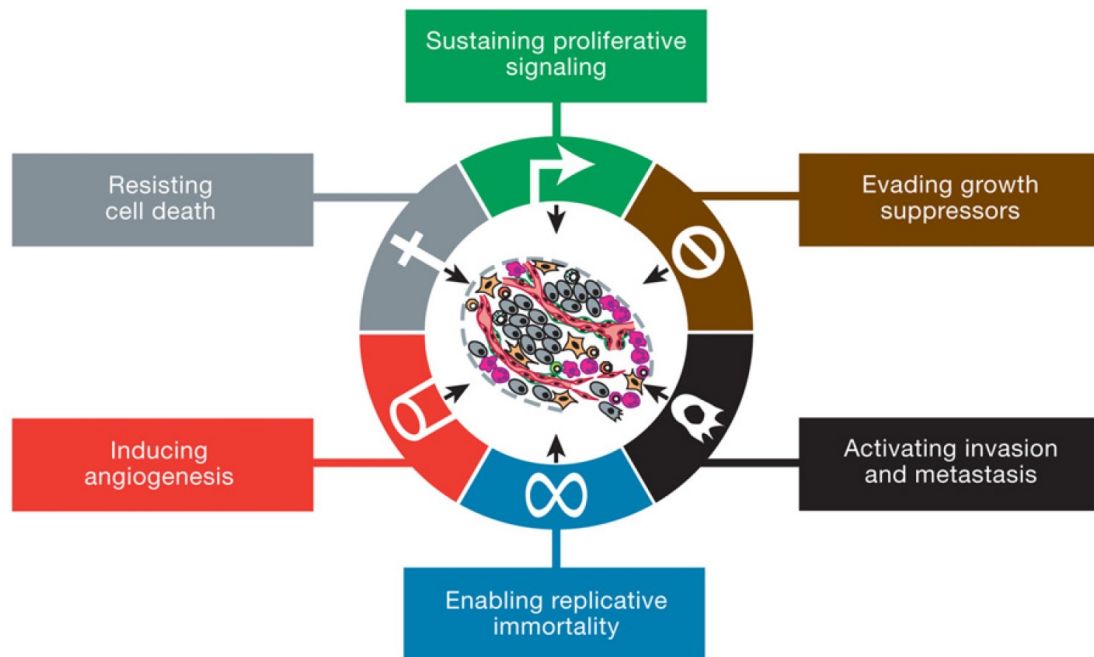 Sustaining proliferative
signaling
Resisting
cell death
Evading growth
suppressors
Inducing
angiogenesis
Activating invasion
and metastasis
Enabling replicative
immortality